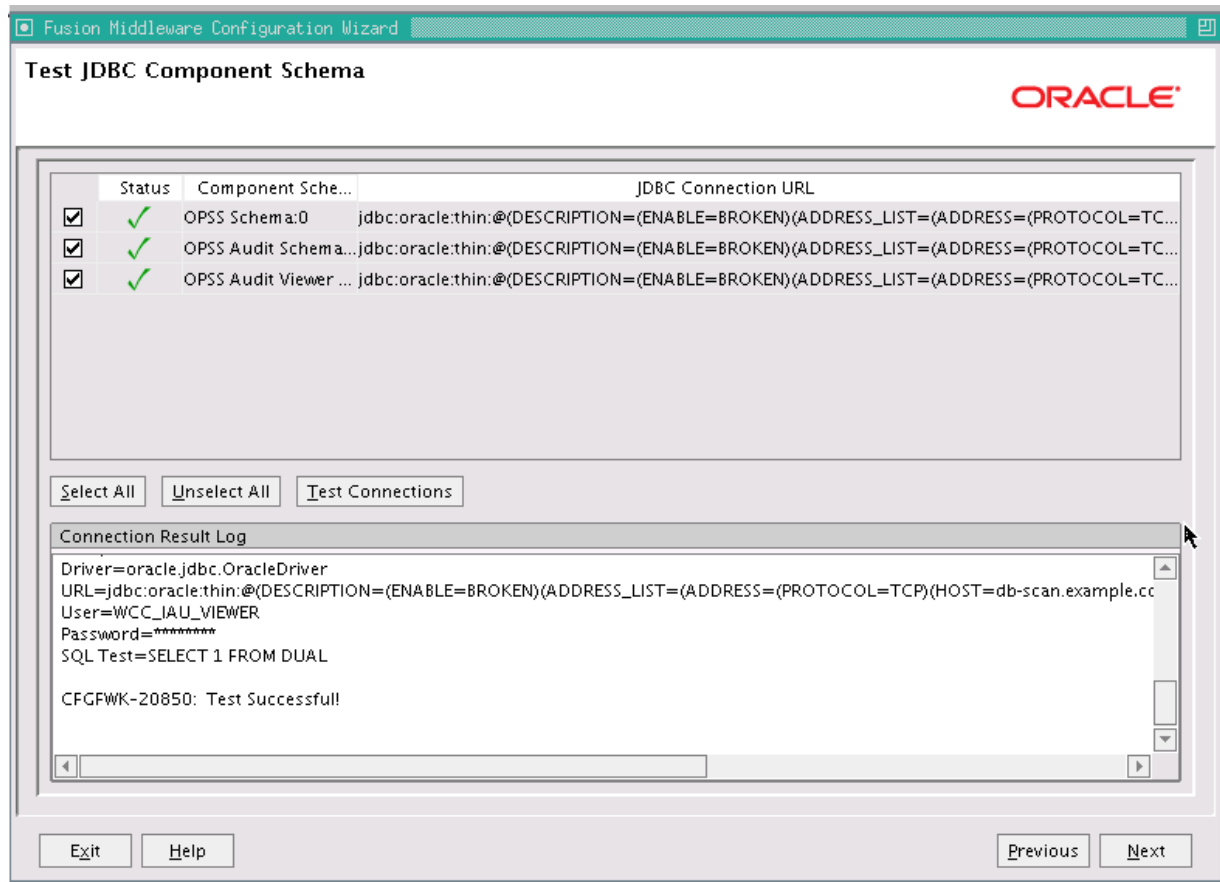 Fusion Middleware Configuration Wizard
Test JDBC Component Schema
ORACLE
Status Component Sche... JDBC Connection URL
OPSS Schema:0 jdbc:oracle:thin:@(DESCRIPTION=(ENABLE=BROKEN)(ADDRESS_LIST=(ADDRESS=(PROTOCOL=TC...
OPSS Audit Schema... jdbc:oracle:thin:@(DESCRIPTION=(ENABLE=BROKEN)(ADDRESS_LIST=(ADDRESS=(PROTOCOL=TC...
OPSS Audit Viewer ... jdbc:oracle:thin:@(DESCRIPTION=(ENABLE=BROKEN)(ADDRESS_LIST=(ADDRESS=(PROTOCOL=TC...
Select All Unselect All Test Connections
Connection Result Log
Driver=oracle.jdbc.OracleDriver
URL=jdbc:oracle:thin:@(DESCRIPTION=(ENABLE=BROKEN)(ADDRESS_LIST=(ADDRESS=(PROTOCOL=TCP)(HOST=db-scan.example.cc
User=WCC_IAU_VIEWER
Password=********
SQL Test=SELECT 1 FROM DUAL
CFGFWK-20850: Test Successful!
Exit Help Previous Next